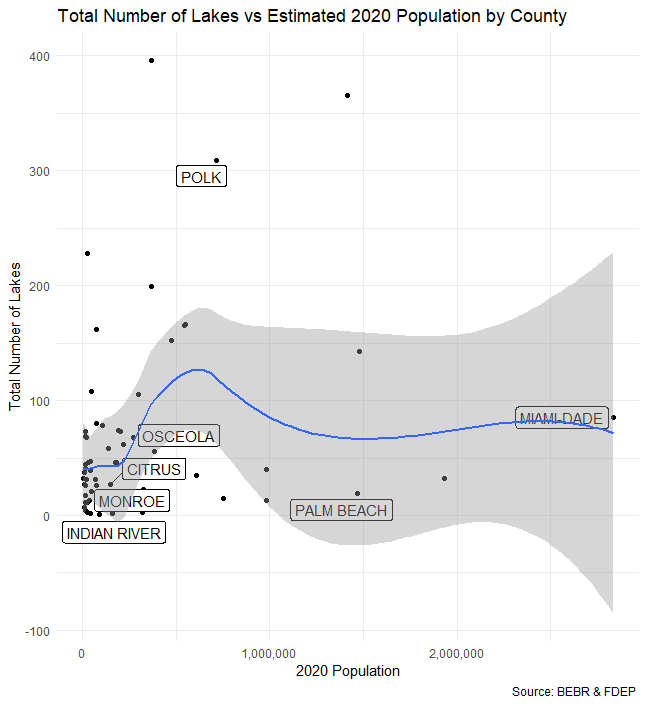 Total Number of Lakes vs Estimated 2020 Population by County
Total Number of Lakes
400
300
200
100
0
-100
POLK
MIAMI-DADE
OSCEOLA
CITRUS
MONROE
PALM BEACH
INDIAN RIVER
0
1,000,000
2,000,000
2020 Population
Source: BEBR & FDEP